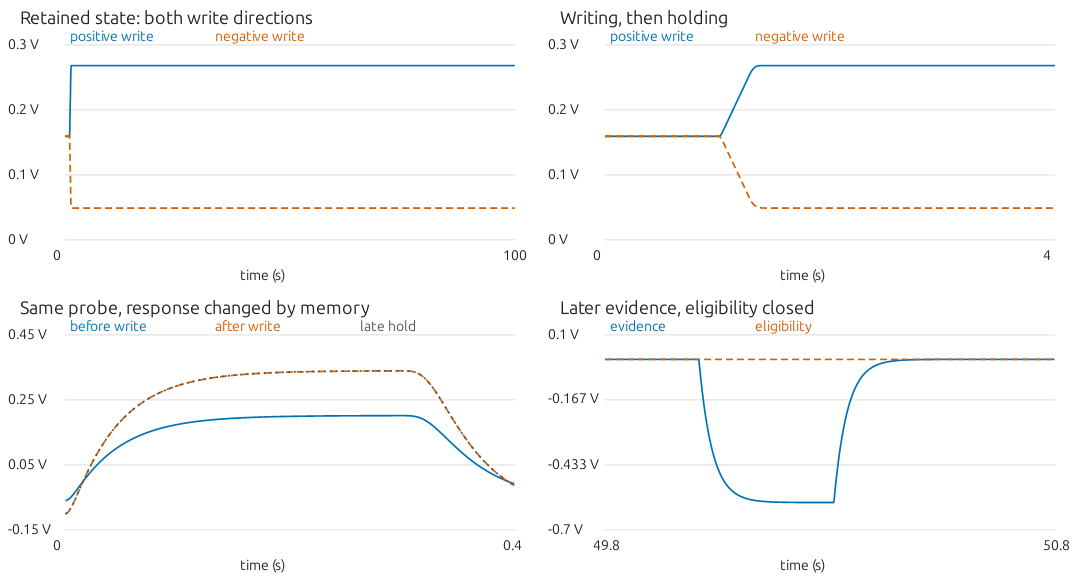 Retained state: both write directions
positive write negative write
0.3 V
0.2 V
0.1 V
0 V
0 100
time (s)
Writing, then holding
positive write negative write
0.3 V
0.2 V
0.1 V
0 V
0 4
time (s)
Same probe, response changed by memory
before write after write late hold
0.45 V
0.25 V
0.05 V
-0.15 V
0 0.4
time (s)
Later evidence, eligibility closed
evidence eligibility
0.1 V
-0.167 V
-0.433 V
-0.7 V
49.8 50.8
time (s)